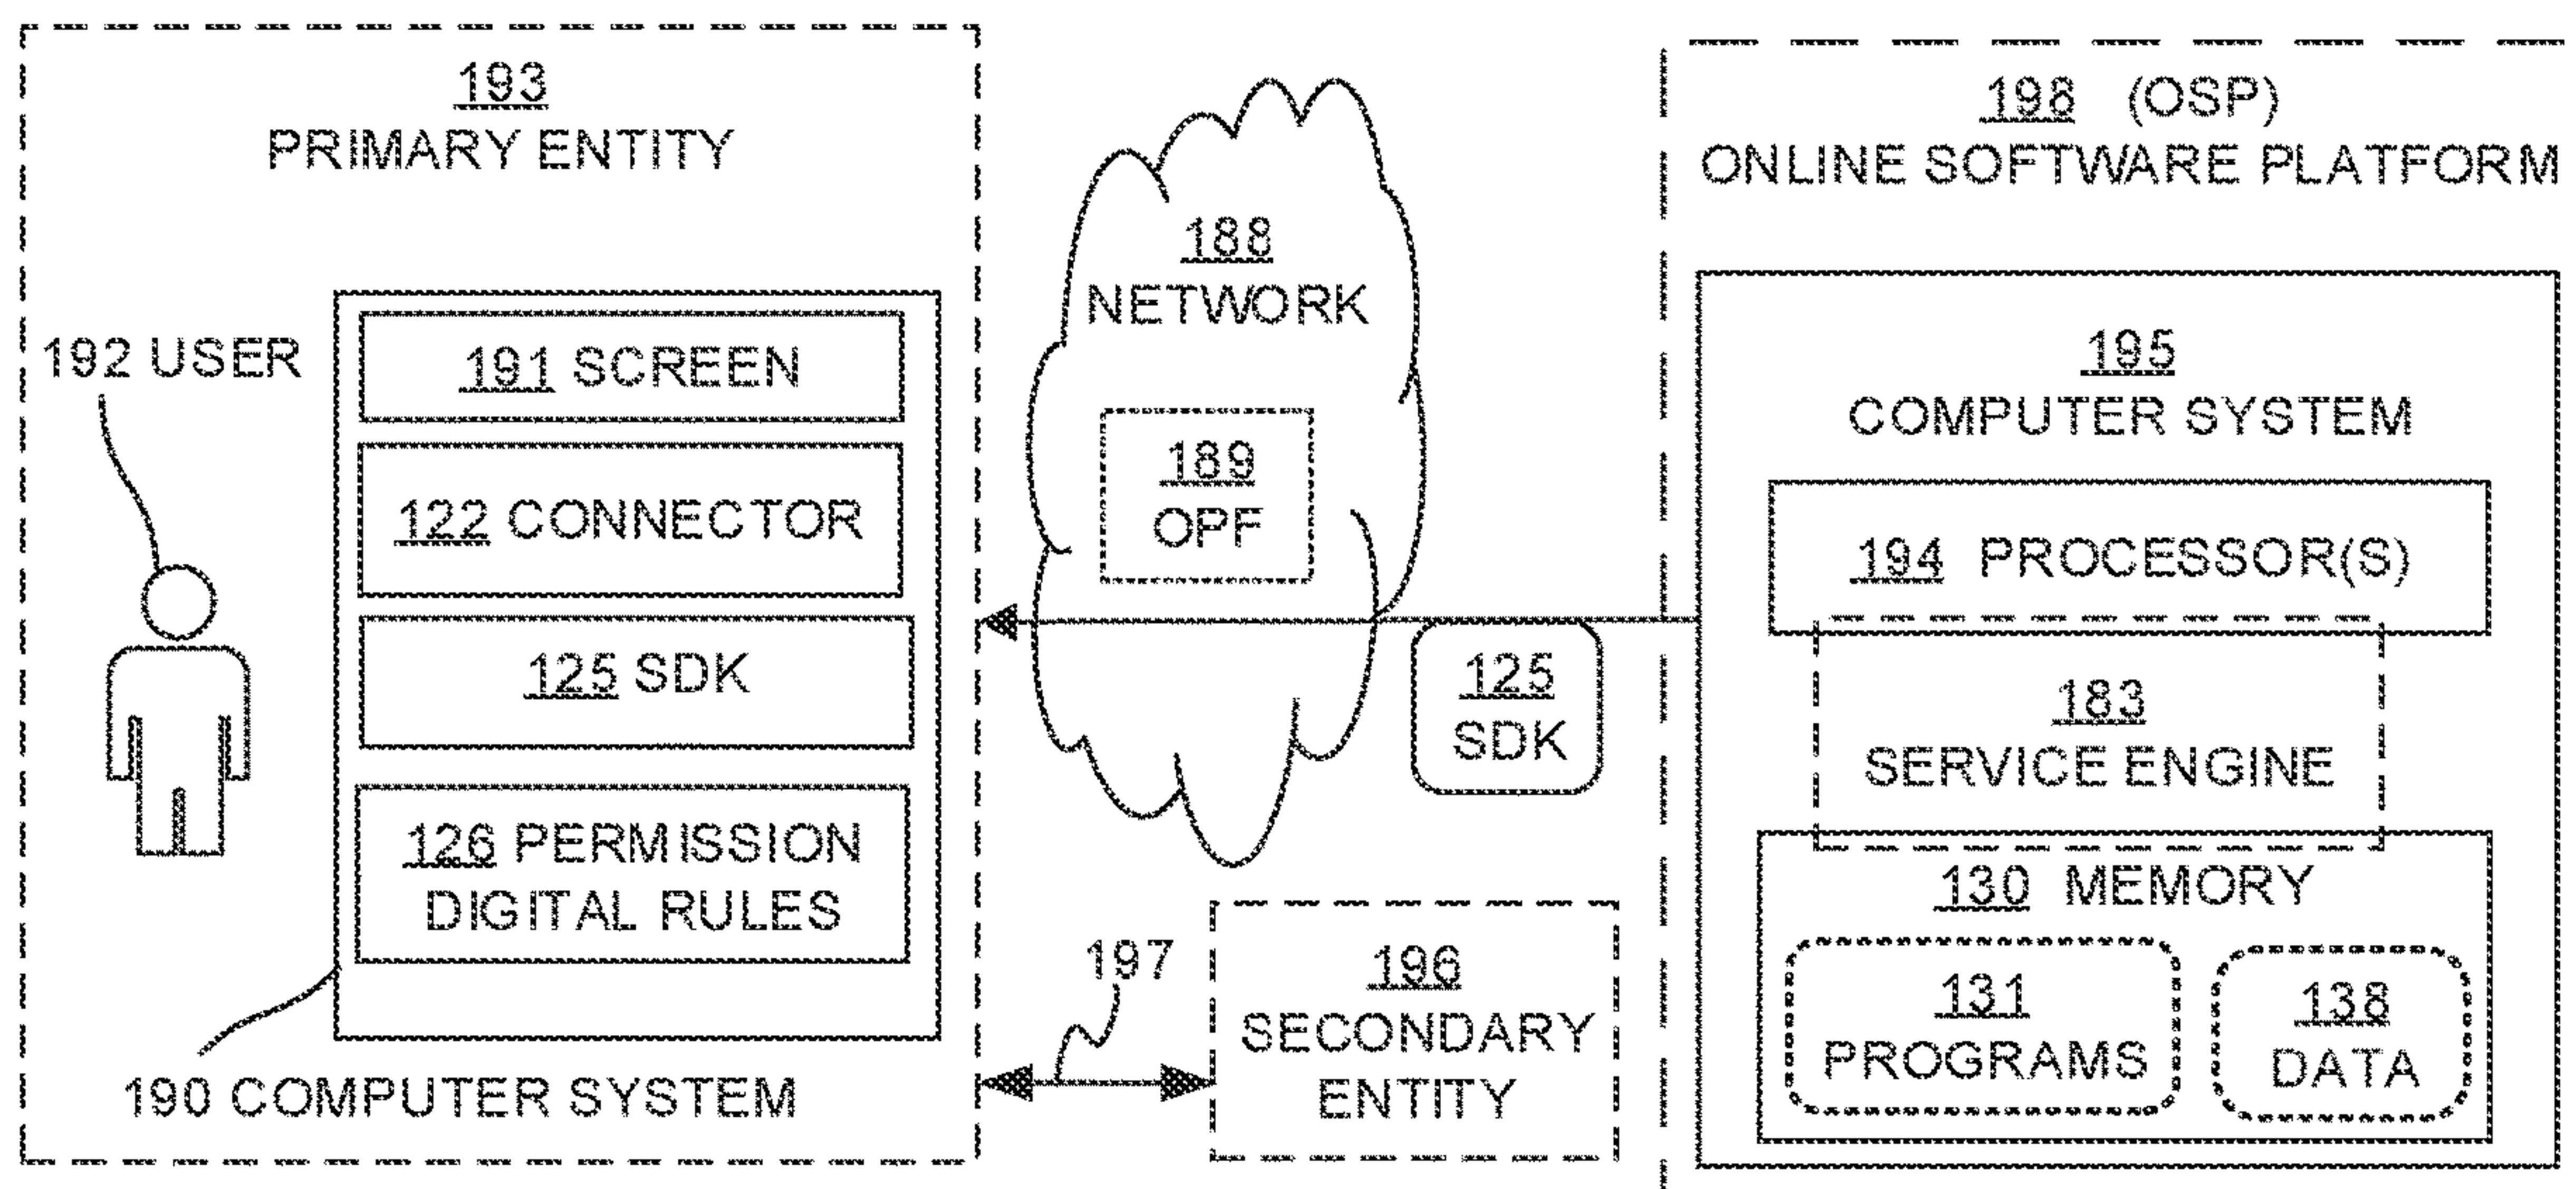 193
PRIMARY ENTITY
192 USER
191 SCREEN
122 CONNECTOR
125 SDK
126 PERMISSION
DIGITAL RULES
190 COMPUTER SYSTEM
188
NETWORK
189
OPF
125
SDK
197
196
SECONDARY
ENTITY
198 (OSP)
ONLINE SOFTWARE PLATFORM
195
COMPUTER SYSTEM
194 PROCESSOR(S)
183
SERVICE ENGINE
130 MEMORY
131
PROGRAMS
138
DATA